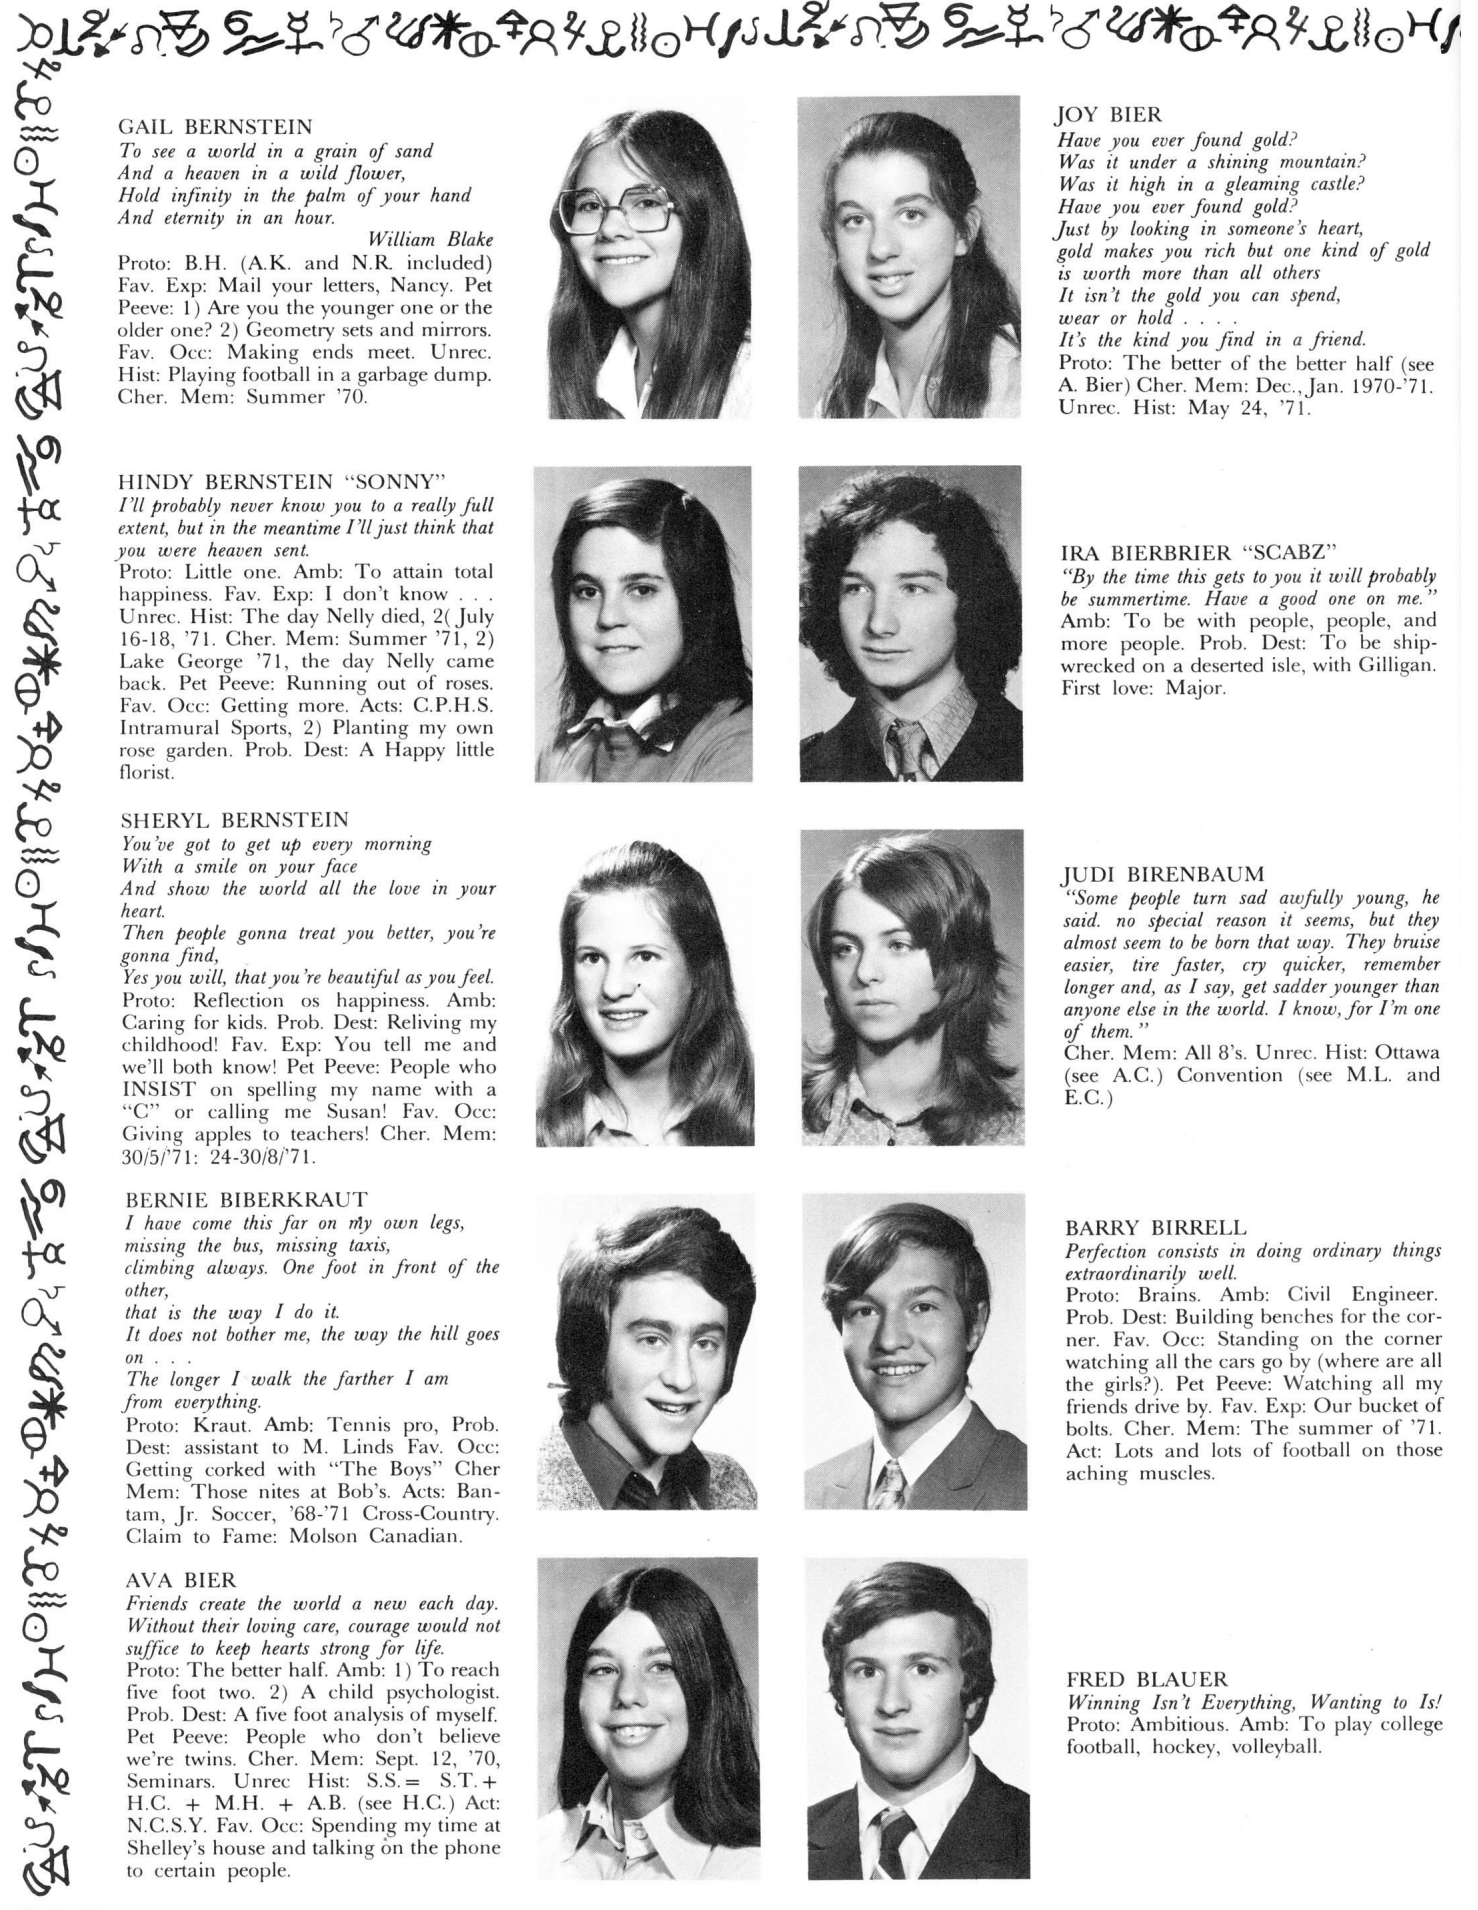 GAIL BERNSTEIN
To see a world in a grain of sand
And a heaven in a wild flower,
Hold infinity in the palm of your hand
And eternity in an hour.
William Blake
Proto: B.H. (A.K. and N.R. included)
Fav. Exp: Mail your letters, Nancy. Pet
Peeve: 1) Are you the younger one or the
older one? 2) Geometry sets and mirrors.
Fav. Occ: Making ends meet. Unrec.
Hist: Playing football in a garbage dump.
Cher. Mem: Summer '70.
HINDY BERNSTEIN "SONNY"
I'll probably never know you to a really full
extent, but in the meantime I'll just think that
you were heaven sent.
Proto: Little one. Amb: To attain total
happiness. Fav. Exp: I don't know . . .
Unrec. Hist: The day Nelly died, 2( July
16-18, '71. Cher. Mem: Summer '71, 2)
Lake George '71, the day Nelly came
back. Pet Peeve: Running out of roses.
Fav. Occ: Getting more. Acts: C.P.H.S.
Intramural Sports, 2) Planting my own
rose garden. Prob. Dest: A Happy little
florist.
SHERYL BERNSTEIN
You've got to get up every morning
With a smile on your face
And show the world all the love in your
heart.
Then people gonna treat you better, you're
gonna find,
Yes you will, that you're beautiful as you feel.
Proto: Reflection os happiness. Amb:
Caring for kids. Prob. Dest: Reliving my
childhood! Fav. Exp: You tell me and
we'll both know! Pet Peeve: People who
INSIST on spelling my name with a
"C" or calling me Susan! Fav. Occ:
Giving apples to teachers! Cher. Mem:
30/5/'71: 24-30/8/'71.
BERNIE BIBERKRAUT
I have come this far on my own legs,
missing the bus, missing taxis,
climbing always. One foot in front of the
other,
that is the way I do it.
It does not bother me, the way the hill goes
on . . .
The longer I walk the farther I am
from everything.
Proto: Kraut. Amb: Tennis pro, Prob.
Dest: assistant to M. Linds Fav. Occ:
Getting corked with "The Boys" Cher
Mem: Those nites at Bob's. Acts: Ban-
tam, Jr. Soccer, '68-'71 Cross-Country.
Claim to Fame: Molson Canadian.
AVA BIER
Friends create the world a new each day.
Without their loving care, courage would not
suffice to keep hearts strong for life.
Proto: The better half. Amb: 1) To reach
five foot two. 2) A child psychologist.
Prob. Dest: A five foot analysis of myself.
Pet Peeve: People who don't believe
we're twins. Cher. Mem: Sept. 12, '70,
Seminars. Unrec Hist: S.S. = S.T. +
H.C. + M.H. + A.B. (see H.C.) Act:
N.C.S.Y. Fav. Occ: Spending my time at
Shelley's house and talking on the phone
to certain people.
JOY BIER
Have you ever found gold?
Was it under a shining mountain?
Was it high in a gleaming castle?
Have you ever found gold?
Just by looking in someone's heart,
gold makes you rich but one kind of gold
is worth more than all others
It isn't the gold you can spend,
wear or hold . . . .
It's the kind you find in a friend.
Proto: The better of the better half (see
A. Bier) Cher. Mem: Dec., Jan. 1970-'71.
Unrec. Hist: May 24, '71.
IRA BIERBRIER "SCABZ"
"By the time this gets to you it will probably
be summertime. Have a good one on me."
Amb: To be with people, people, and
more people. Prob. Dest: To be ship-
wrecked on a deserted isle, with Gilligan.
First love: Major.
JUDI BIRENBAUM
"Some people turn sad awfully young, he
said. no special reason it seems, but they
almost seem to be born that way. They bruise
easier, tire faster, cry quicker, remember
longer and, as I say, get sadder younger than
anyone else in the world. I know, for I'm one
of them."
Cher. Mem: All 8's. Unrec. Hist: Ottawa
(see A.C.) Convention (see M.L. and
E.C.)
BARRY BIRRELL
Perfection consists in doing ordinary things
extraordinarily well.
Proto: Brains. Amb: Civil Engineer.
Prob. Dest: Building benches for the cor-
ner. Fav. Occ: Standing on the corner
watching all the cars go by (where are all
the girls?). Pet Peeve: Watching all my
friends drive by. Fav. Exp: Our bucket of
bolts. Cher. Mem: The summer of '71.
Act: Lots and lots of football on those
aching muscles.
FRED BLAUER
Winning Isn't Everything, Wanting to Is!
Proto: Ambitious. Amb: To play college
football, hockey, volleyball.